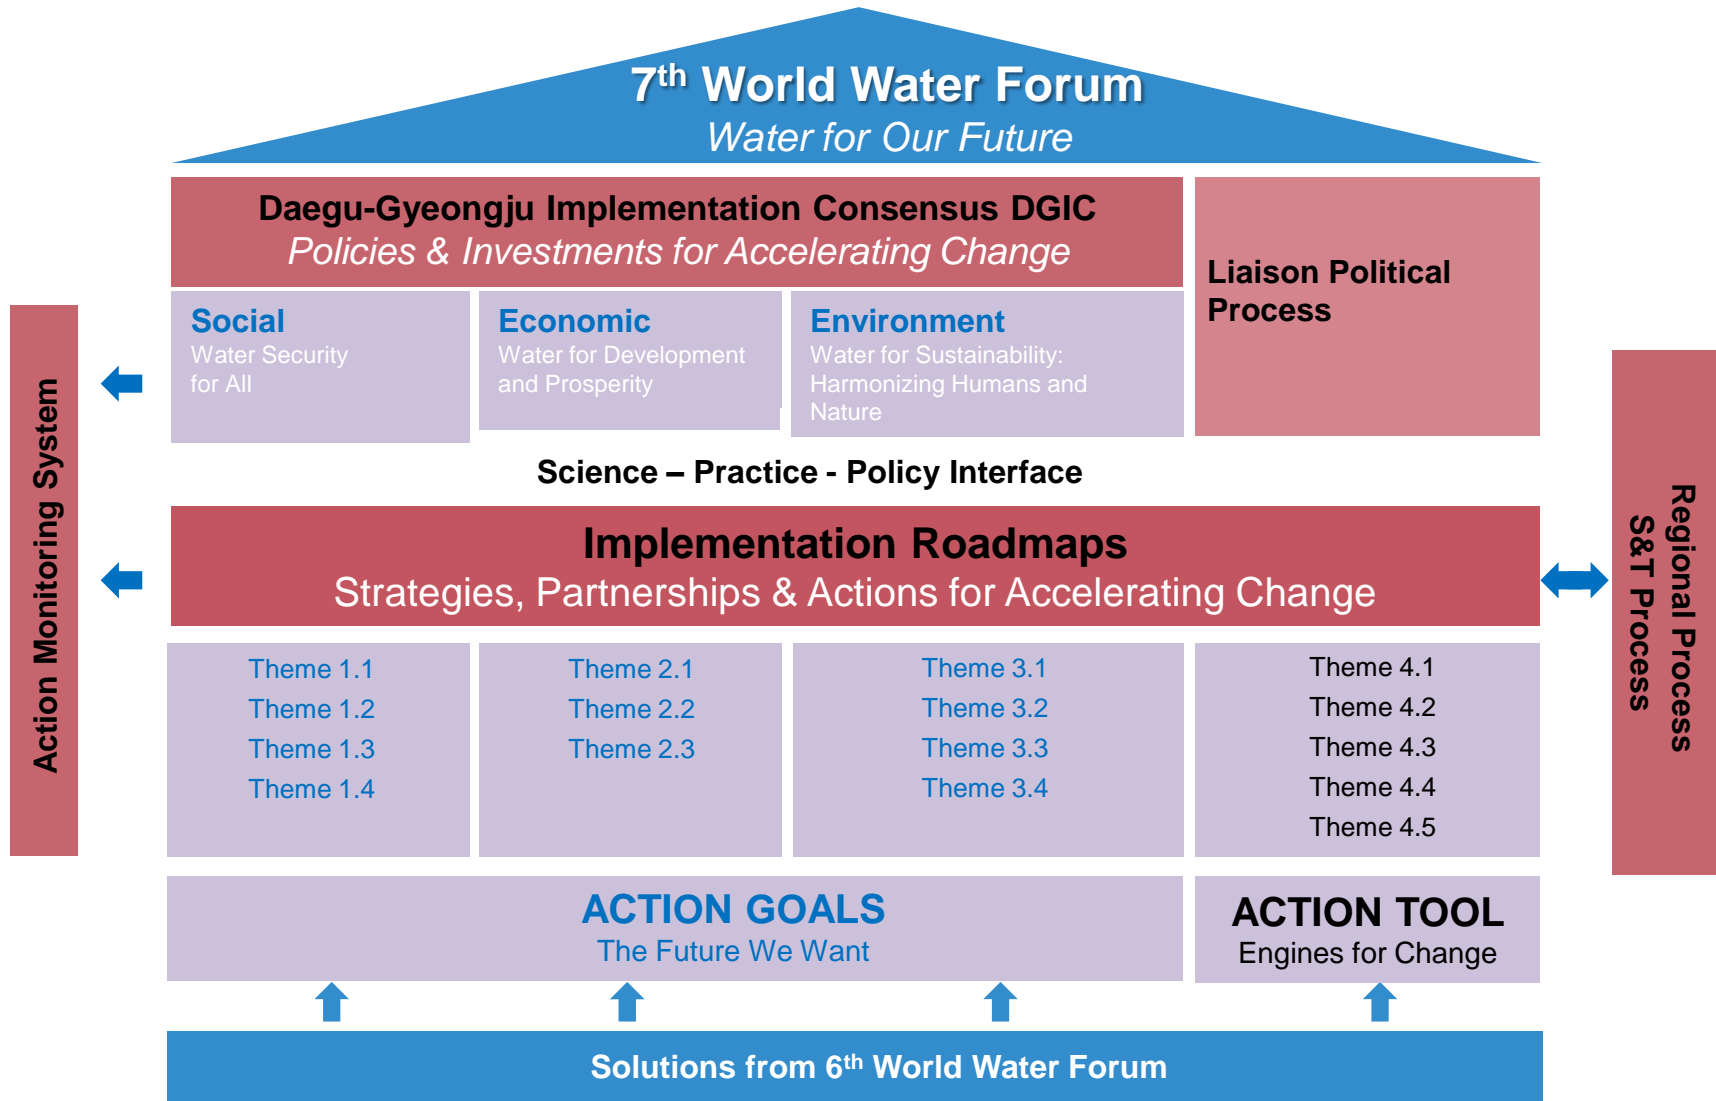 7th World Water Forum
Water for Our Future
Daegu-Gyeongju Implementation Consensus DGIC
Policies & Investments for Accelerating Change
Liaison Political
Process
Social
Water Security
for All
Economic
Water for Development
and Prosperity
Environment
Water for Sustainability:
Harmonizing Humans and
Nature
Action Monitoring System
Science – Practice - Policy Interface
Implementation Roadmaps
Strategies, Partnerships & Actions for Accelerating Change
Regional Process
S&T Process
Theme 1.1
Theme 1.2
Theme 1.3
Theme 1.4
Theme 2.1
Theme 2.2
Theme 2.3
Theme 3.1
Theme 3.2
Theme 3.3
Theme 3.4
Theme 4.1
Theme 4.2
Theme 4.3
Theme 4.4
Theme 4.5
ACTION GOALS
The Future We Want
ACTION TOOL
Engines for Change
Solutions from 6th World Water Forum